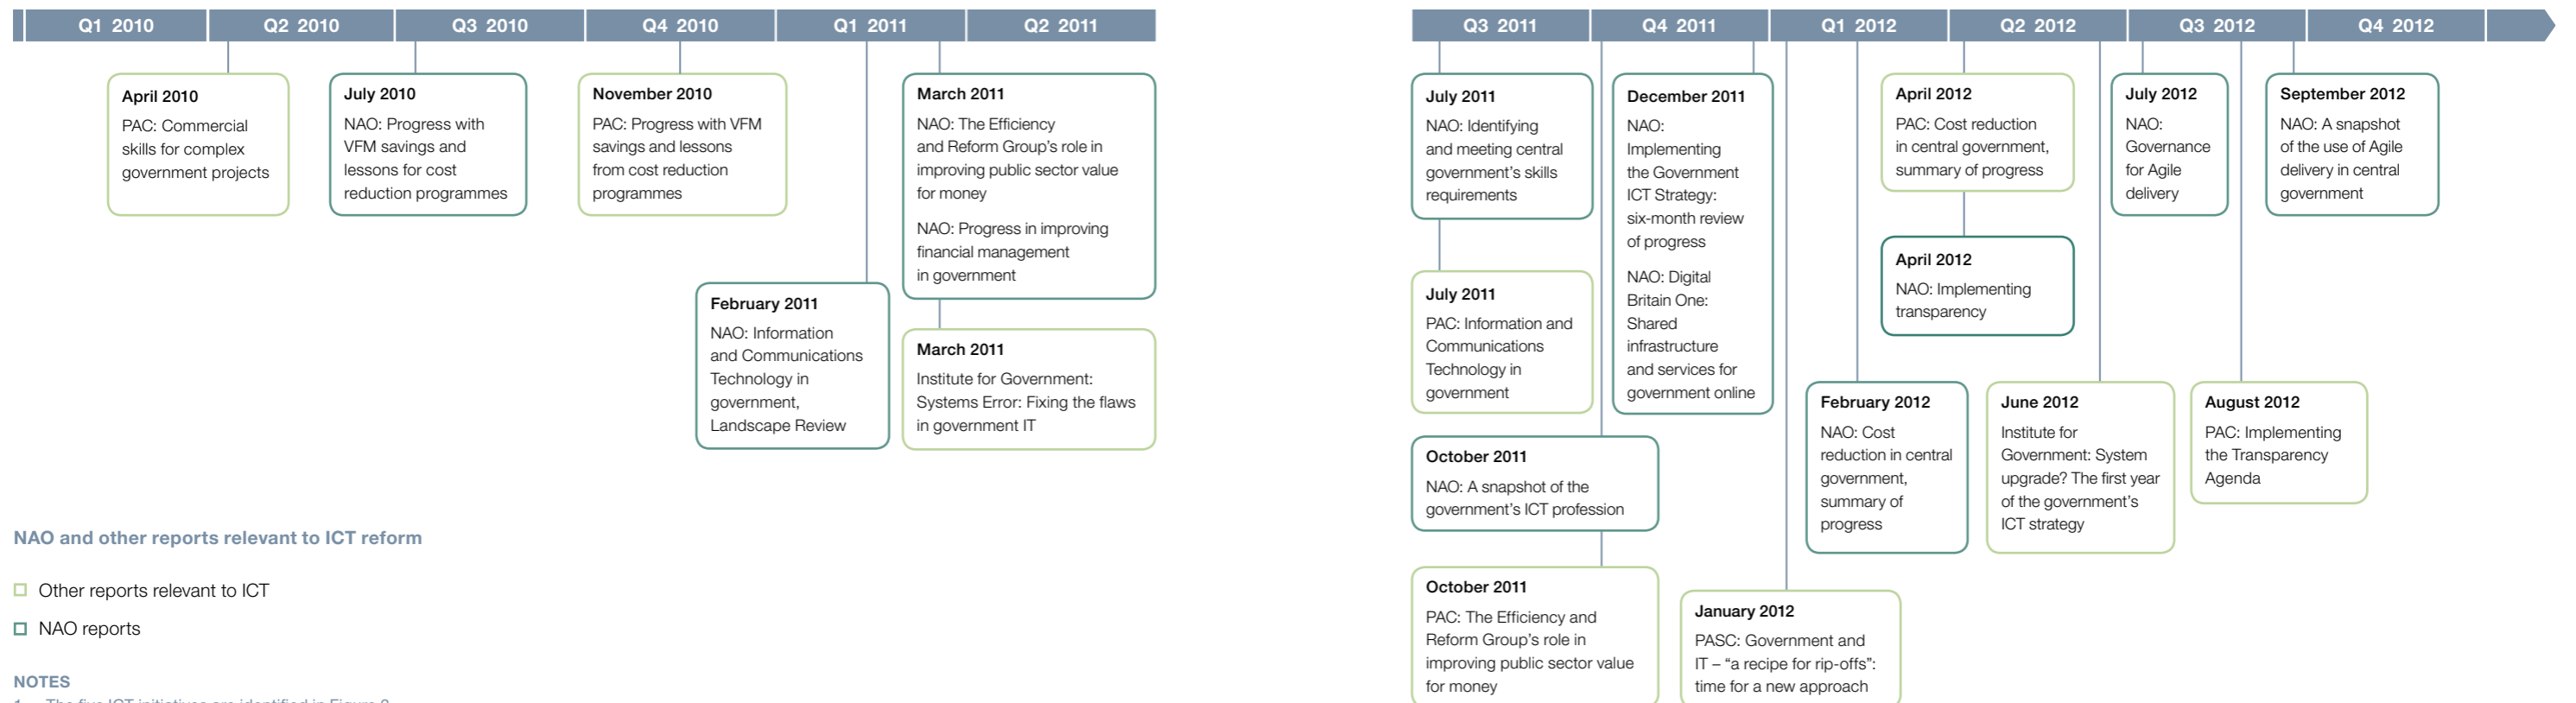 Q1 2010
Q2 2010
Q3 2010
Q4 2010
Q1 2011
Q2 2011
Q3 2011
Q4 2011
Q1 2012
Q2 2012
Q3 2012
Q4 2012
April 2010
PAC: Commercial
skills for complex
government projects
July 2010
NAO: Progress with
VFM savings and
lessons for cost
reduction programmes
November 2010
PAC: Progress with VFM
savings and lessons
from cost reduction
programmes
February 2011
NAO: Information
and Communications
Technology in
government,
Landscape Review
March 2011
NAO: The Efficiency
and Reform Group’s role in
improving public sector value
for money
NAO: Progress in improving
financial management
in government
March 2011
Institute for Government:
Systems Error: Fixing the flaws
in government IT
July 2011
NAO: Identifying
and meeting central
government’s skills
requirements
July 2011
PAC: Information and
Communications
Technology in
government
October 2011
NAO: A snapshot of the
government’s ICT profession
October 2011
PAC: The Efficiency and
Reform Group’s role in
improving public sector value
for money
December 2011
NAO:
Implementing
the Government
ICT Strategy:
six-month review
of progress
NAO: Digital
Britain One:
Shared
infrastructure
and services for
government online
January 2012
PASC: Government and
IT – “a recipe for rip-offs”:
time for a new approach
February 2012
NAO: Cost
reduction in central
government,
summary of
progress
April 2012
PAC: Cost reduction
in central government,
summary of progress
April 2012
NAO: Implementing
transparency
June 2012
Institute for
Government: System
upgrade? The first year
of the government’s
ICT strategy
July 2012
NAO:
Governance
for Agile
delivery
August 2012
PAC: Implementing
the Transparency
Agenda
September 2012
NAO: A snapshot
of the use of Agile
delivery in central
government
NAO and other reports relevant to ICT reform
Other reports relevant to ICT
NAO reports
NOTES
The five ICT initiatives are identified in Figure